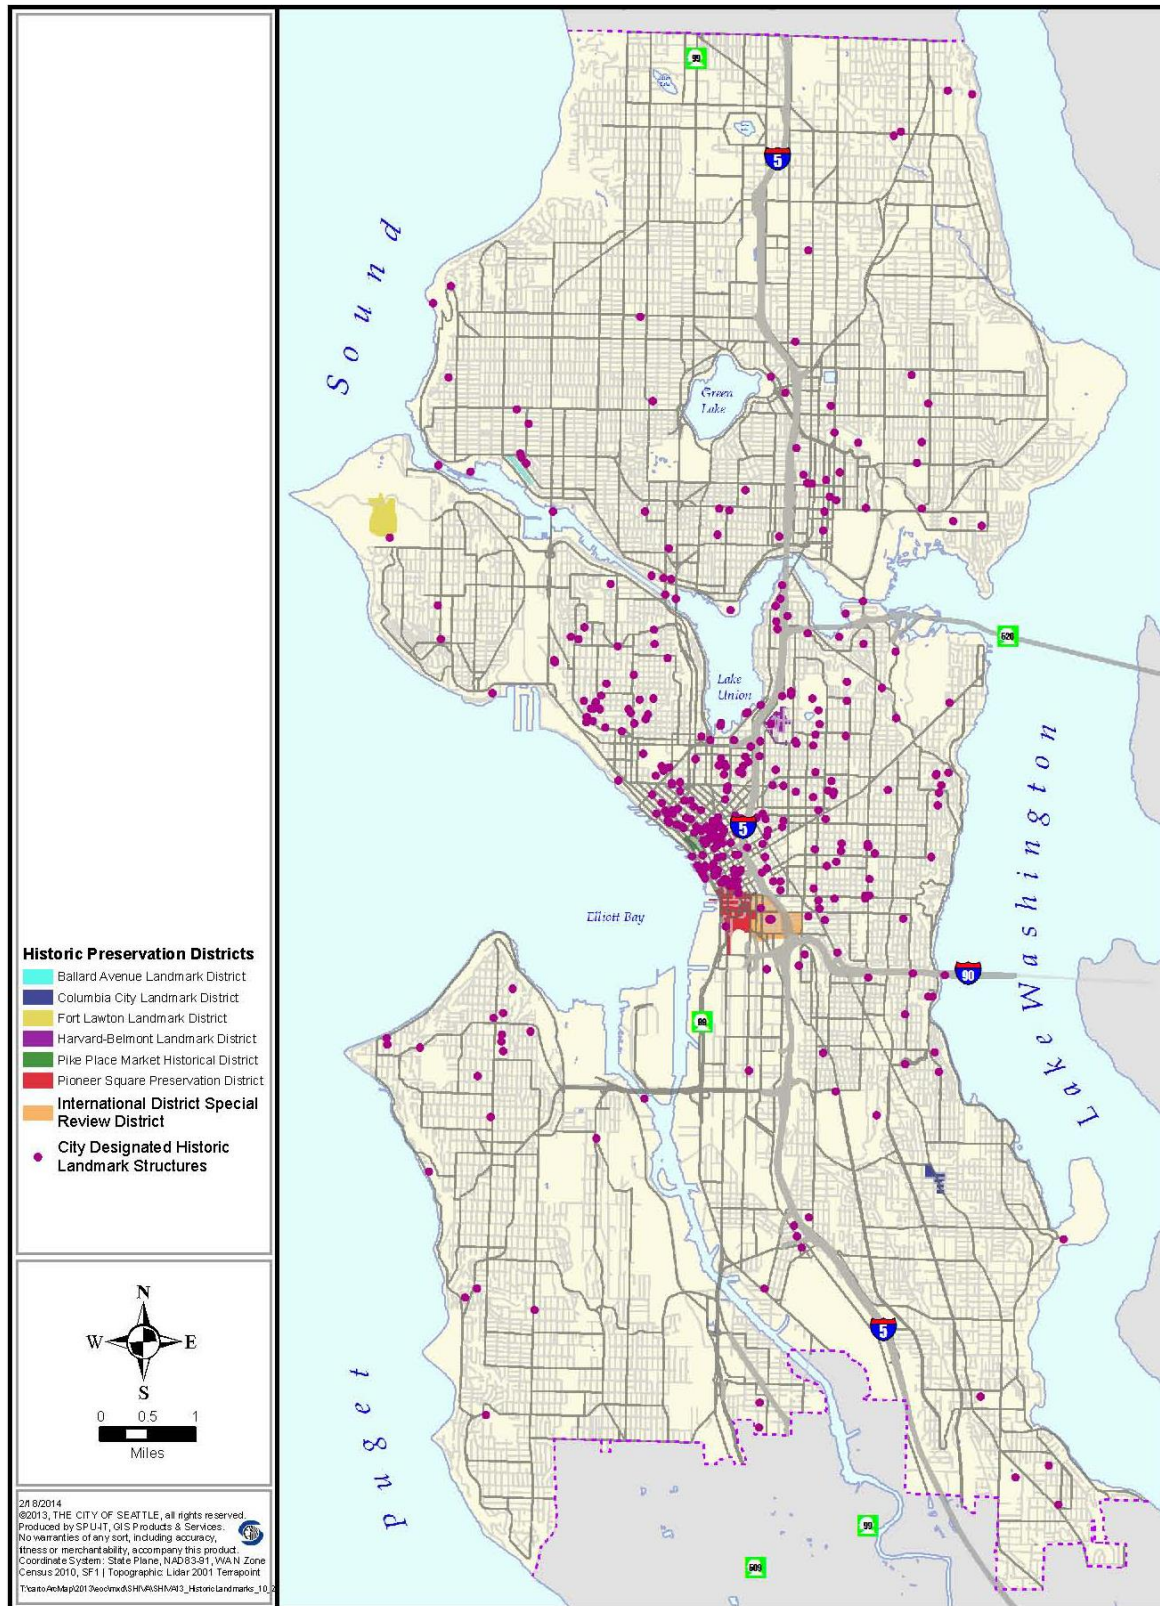 Historic Preservation Districts
Ballard Avenue Landmark District
Columbia City Landmark District
Fort Lawton Landmark District
Harvard-Belmont Landmark District
Pike Place Market Historical District
Pioneer Square Preservation District
International District Special
Review District
City Designated Historic
Landmark Structures
N
W E
S
0 0.5 1
Miles
2/18/2014
©2013, THE CITY OF SEATTLE, all rights reserved.
Produced by SPU-IT, GIS Products & Services.
No warranties of any sort, including accuracy,
fitness or merchantability, accompany this product.
Coordinate System: State Plane, NAD83-91, WA N Zone
Census 2010, SF1 | Topographic: Lidar 2001 Terrapoint
99
5
Sound
Green
Lake
520
Lake
Union
5
Elliott Bay
Lake Washington
90
99
5
Puget
99
509